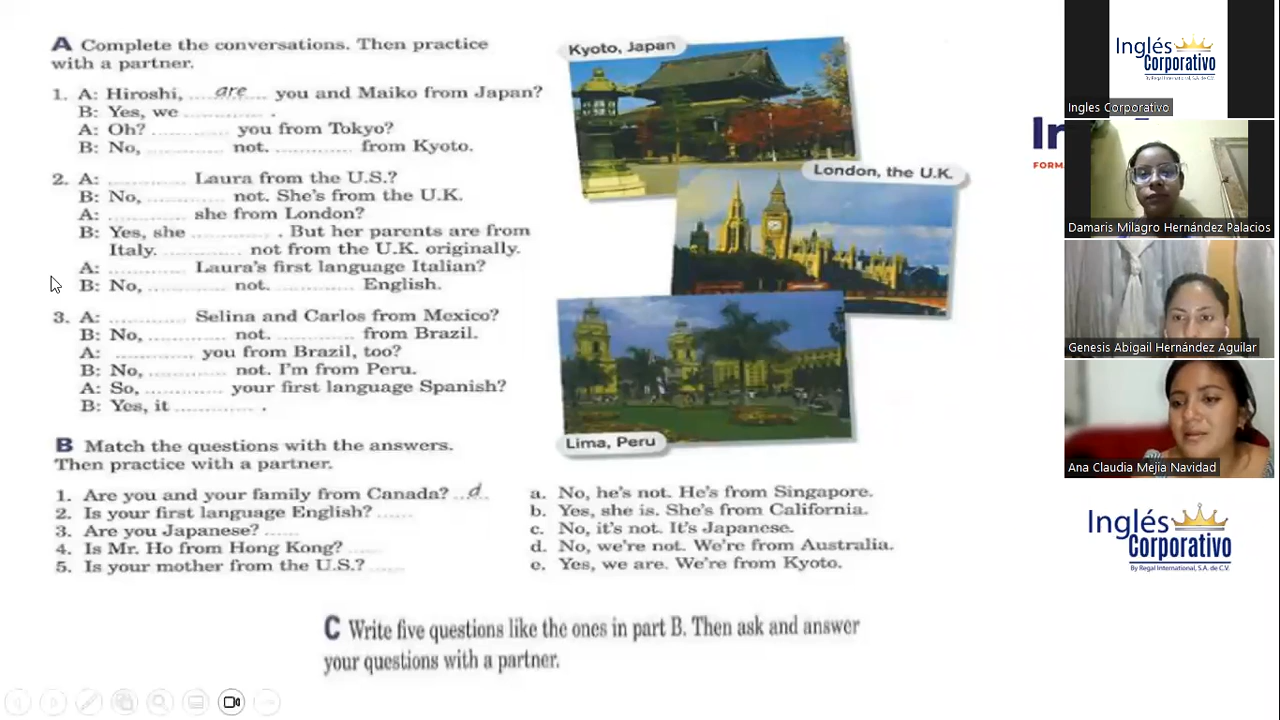 A Complete the conversations. Then practice
with a partner.
1. A: Hiroshi, are you and Maiko from Japan?
B: Yes, we ............ .
A: Oh? ............ you from Tokyo?
B: No, ............ not. ............ from Kyoto.
2. A: ............ Laura from the U.S.?
B: No, ............ not. She's from the U.K.
A: ............ she from London?
B: Yes, she ............ . But her parents are from
Italy. ............ not from the U.K. originally.
A: ............ Laura's first language Italian?
B: No, ............ not. ............ English.
3. A: ............ Selina and Carlos from Mexico?
B: No, ............ not. ............ from Brazil.
A: ............ you from Brazil, too?
B: No, ............ not. I'm from Peru.
A: So, ............ your first language Spanish?
B: Yes, it ............ .
Kyoto, Japan
London, the U.K.
Lima, Peru
B Match the questions with the answers.
Then practice with a partner.
1. Are you and your family from Canada? d
2. Is your first language English? ......
3. Are you Japanese? ......
4. Is Mr. Ho from Hong Kong? ......
5. Is your mother from the U.S.? ......
a. No, he's not. He's from Singapore.
b. Yes, she is. She's from California.
c. No, it's not. It's Japanese.
d. No, we're not. We're from Australia.
e. Yes, we are. We're from Kyoto.
C Write five questions like the ones in part B. Then ask and answer
your questions with a partner.
Inglés
Corporativo
By Regal International, S.A. de C.V.
Ingles Corporativo
Damaris Milagro Hernández Palacios
Genesis Abigail Hernández Aguilar
Ana Claudia Mejia Navidad
Inglés
Corporativo
By Regal International, S.A. de C.V.